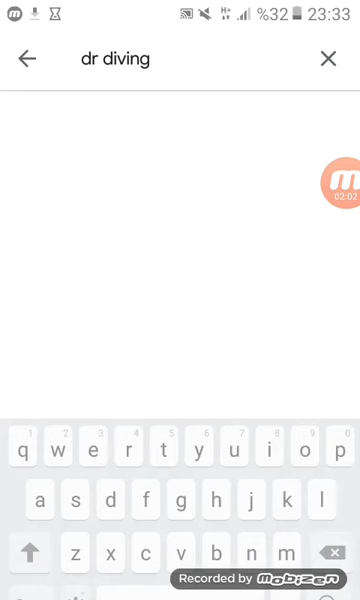 %32 23:33
dr diving
02:02
1 2 3 4 5 6 7 8 9 0
q w e r t y u i o p
a s d f g h j k l
z x c v b n m
Recorded by mobizen